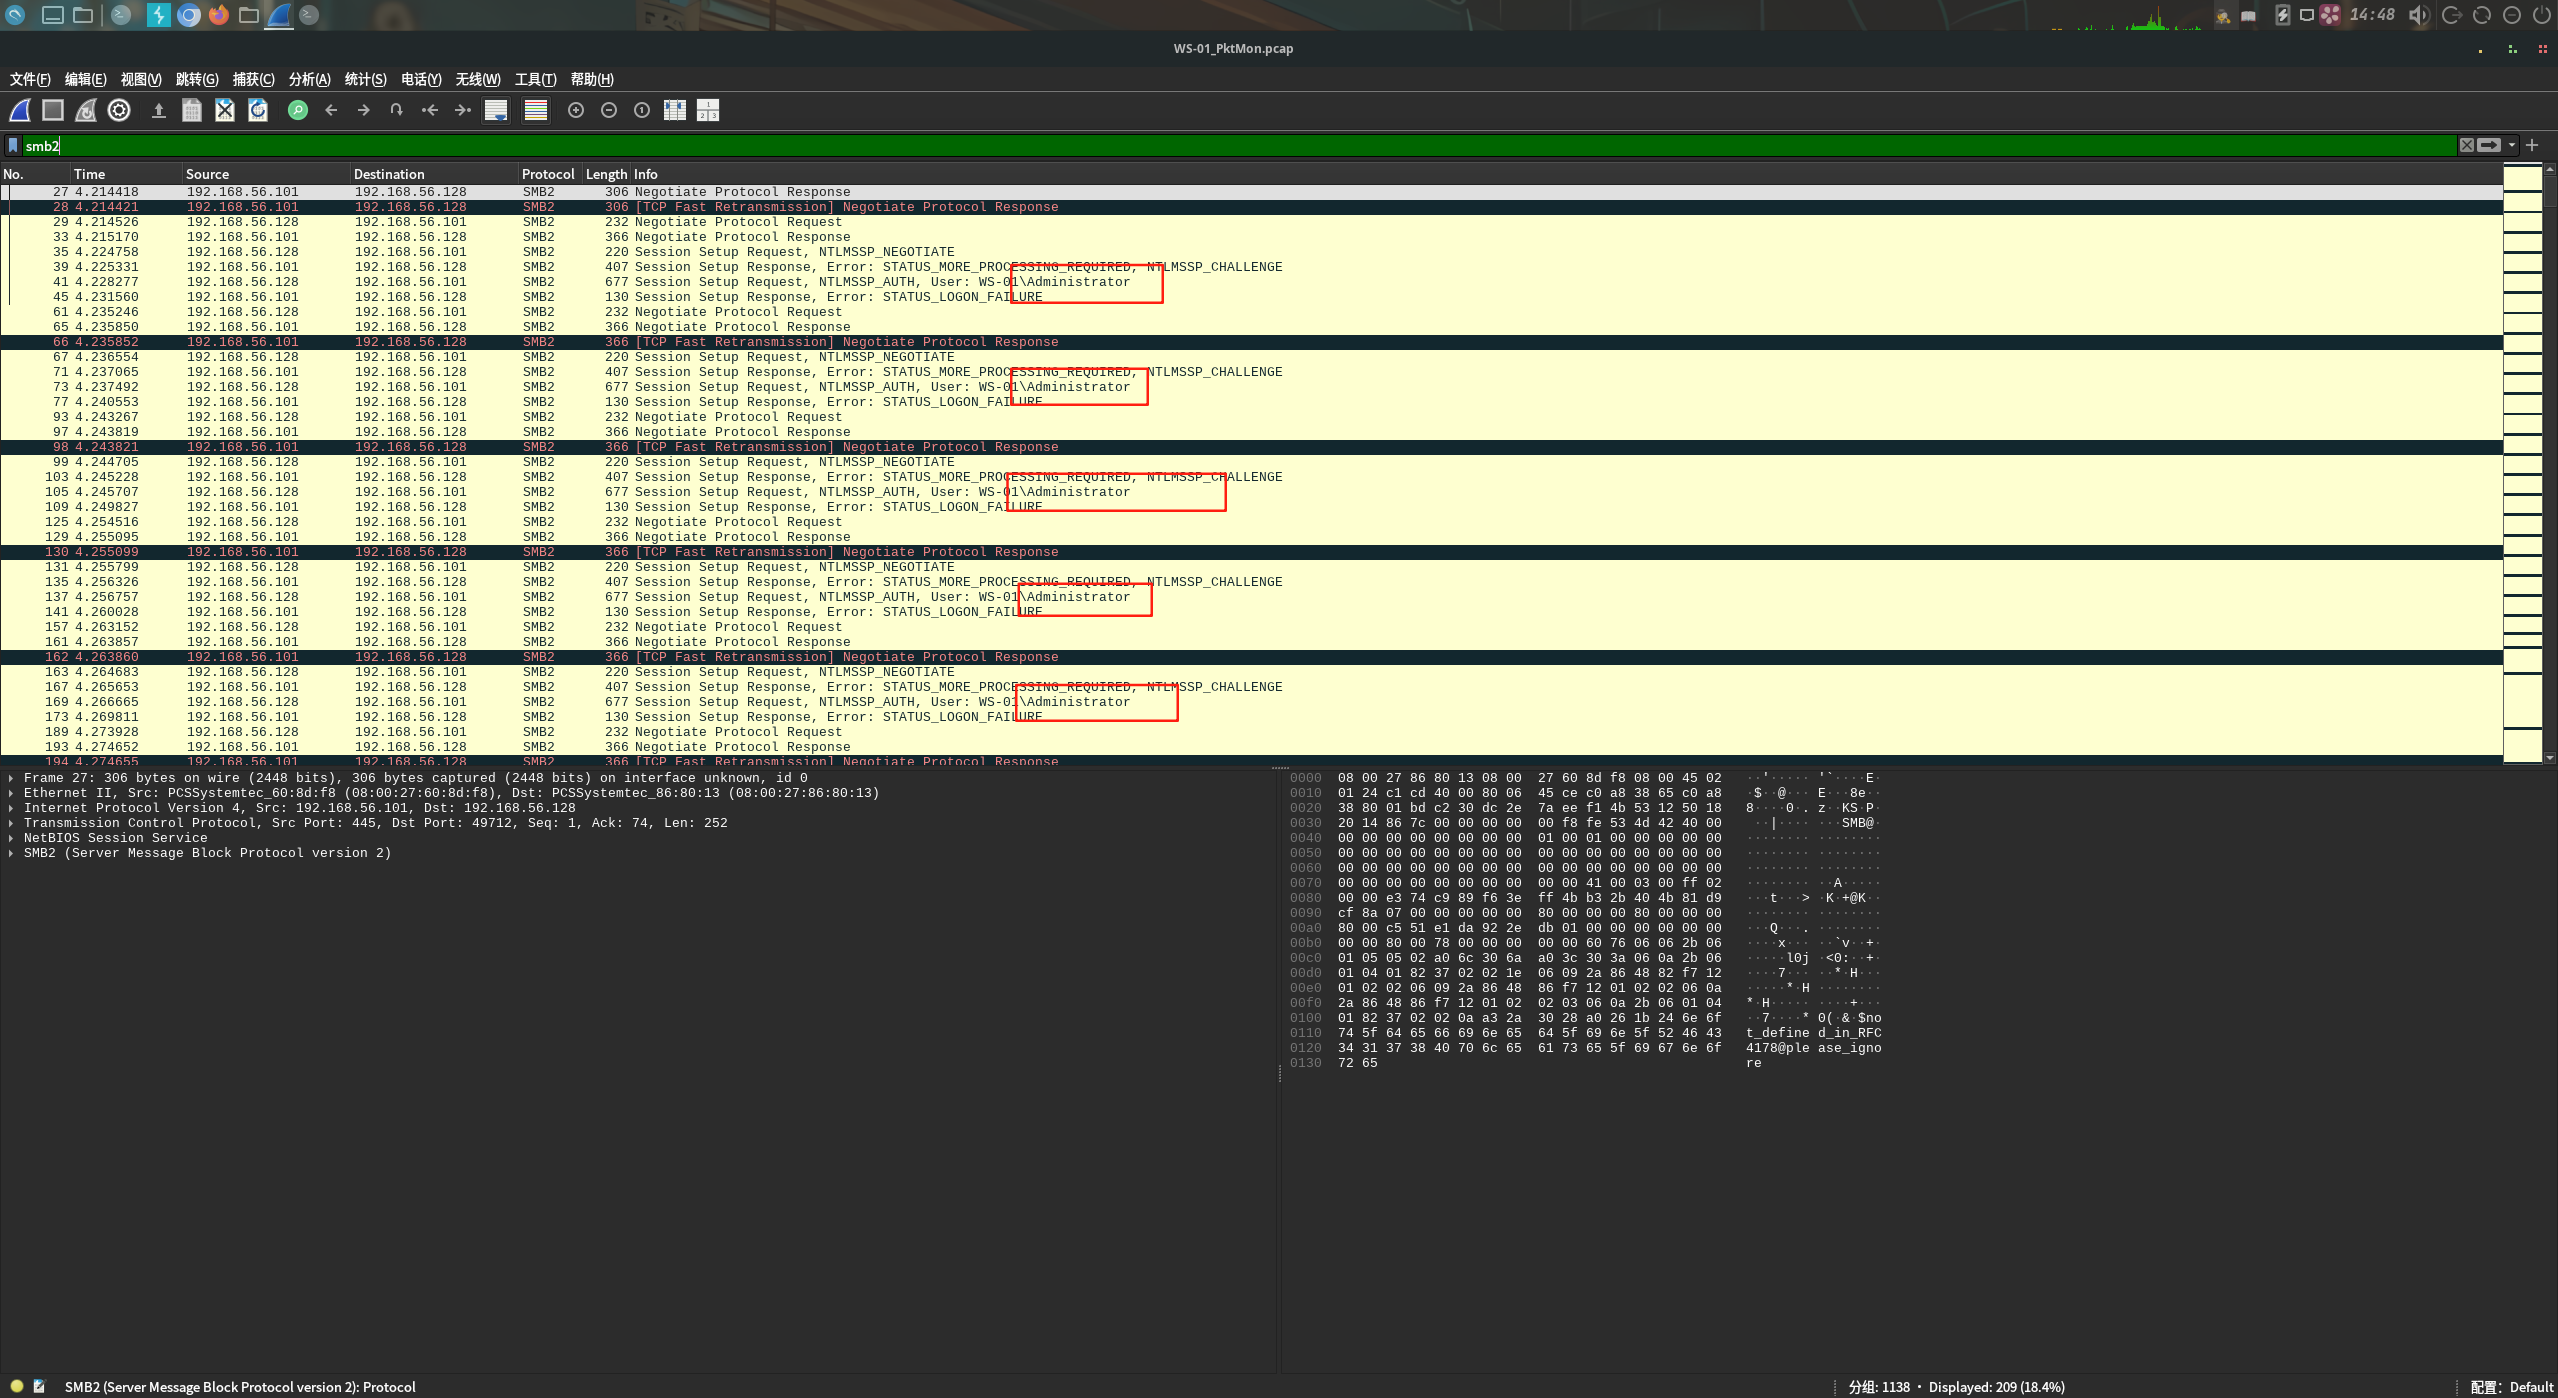 14:48
WS-01_PktMon.pcap
文件(F) 编辑(E) 视图(V) 跳转(G) 捕获(C) 分析(A) 统计(S) 电话(Y) 无线(W) 工具(T) 帮助(H)
smb2
No. Time Source Destination Protocol Length Info
27 4.214418 192.168.56.101 192.168.56.128 SMB2 306 Negotiate Protocol Response
28 4.214421 192.168.56.101 192.168.56.128 SMB2 306 [TCP Fast Retransmission] Negotiate Protocol Response
29 4.214526 192.168.56.128 192.168.56.101 SMB2 232 Negotiate Protocol Request
33 4.215170 192.168.56.101 192.168.56.128 SMB2 366 Negotiate Protocol Response
35 4.224758 192.168.56.128 192.168.56.101 SMB2 220 Session Setup Request, NTLMSSP_NEGOTIATE
39 4.225331 192.168.56.101 192.168.56.128 SMB2 407 Session Setup Response, Error: STATUS_MORE_PROCESSING_REQUIRED, NTLMSSP_CHALLENGE
41 4.228277 192.168.56.128 192.168.56.101 SMB2 677 Session Setup Request, NTLMSSP_AUTH, User: WS-01\Administrator
45 4.231560 192.168.56.101 192.168.56.128 SMB2 130 Session Setup Response, Error: STATUS_LOGON_FAILURE
61 4.235246 192.168.56.128 192.168.56.101 SMB2 232 Negotiate Protocol Request
65 4.235850 192.168.56.101 192.168.56.128 SMB2 366 Negotiate Protocol Response
66 4.235852 192.168.56.101 192.168.56.128 SMB2 366 [TCP Fast Retransmission] Negotiate Protocol Response
67 4.236554 192.168.56.128 192.168.56.101 SMB2 220 Session Setup Request, NTLMSSP_NEGOTIATE
71 4.237065 192.168.56.101 192.168.56.128 SMB2 407 Session Setup Response, Error: STATUS_MORE_PROCESSING_REQUIRED, NTLMSSP_CHALLENGE
73 4.237492 192.168.56.128 192.168.56.101 SMB2 677 Session Setup Request, NTLMSSP_AUTH, User: WS-01\Administrator
77 4.240553 192.168.56.101 192.168.56.128 SMB2 130 Session Setup Response, Error: STATUS_LOGON_FAILURE
93 4.243267 192.168.56.128 192.168.56.101 SMB2 232 Negotiate Protocol Request
97 4.243819 192.168.56.101 192.168.56.128 SMB2 366 Negotiate Protocol Response
98 4.243821 192.168.56.101 192.168.56.128 SMB2 366 [TCP Fast Retransmission] Negotiate Protocol Response
99 4.244705 192.168.56.128 192.168.56.101 SMB2 220 Session Setup Request, NTLMSSP_NEGOTIATE
103 4.245228 192.168.56.101 192.168.56.128 SMB2 407 Session Setup Response, Error: STATUS_MORE_PROCESSING_REQUIRED, NTLMSSP_CHALLENGE
105 4.245707 192.168.56.128 192.168.56.101 SMB2 677 Session Setup Request, NTLMSSP_AUTH, User: WS-01\Administrator
109 4.249827 192.168.56.101 192.168.56.128 SMB2 130 Session Setup Response, Error: STATUS_LOGON_FAILURE
125 4.254516 192.168.56.128 192.168.56.101 SMB2 232 Negotiate Protocol Request
129 4.255095 192.168.56.101 192.168.56.128 SMB2 366 Negotiate Protocol Response
130 4.255099 192.168.56.101 192.168.56.128 SMB2 366 [TCP Fast Retransmission] Negotiate Protocol Response
131 4.255799 192.168.56.128 192.168.56.101 SMB2 220 Session Setup Request, NTLMSSP_NEGOTIATE
135 4.256326 192.168.56.101 192.168.56.128 SMB2 407 Session Setup Response, Error: STATUS_MORE_PROCESSING_REQUIRED, NTLMSSP_CHALLENGE
137 4.256757 192.168.56.128 192.168.56.101 SMB2 677 Session Setup Request, NTLMSSP_AUTH, User: WS-01\Administrator
141 4.260028 192.168.56.101 192.168.56.128 SMB2 130 Session Setup Response, Error: STATUS_LOGON_FAILURE
157 4.263152 192.168.56.128 192.168.56.101 SMB2 232 Negotiate Protocol Request
161 4.263857 192.168.56.101 192.168.56.128 SMB2 366 Negotiate Protocol Response
162 4.263860 192.168.56.101 192.168.56.128 SMB2 366 [TCP Fast Retransmission] Negotiate Protocol Response
163 4.264683 192.168.56.128 192.168.56.101 SMB2 220 Session Setup Request, NTLMSSP_NEGOTIATE
167 4.265653 192.168.56.101 192.168.56.128 SMB2 407 Session Setup Response, Error: STATUS_MORE_PROCESSING_REQUIRED, NTLMSSP_CHALLENGE
169 4.266665 192.168.56.128 192.168.56.101 SMB2 677 Session Setup Request, NTLMSSP_AUTH, User: WS-01\Administrator
173 4.269811 192.168.56.101 192.168.56.128 SMB2 130 Session Setup Response, Error: STATUS_LOGON_FAILURE
189 4.273928 192.168.56.128 192.168.56.101 SMB2 232 Negotiate Protocol Request
193 4.274652 192.168.56.101 192.168.56.128 SMB2 366 Negotiate Protocol Response
194 4.274655 192.168.56.101 192.168.56.128 SMB2 366 [TCP Fast Retransmission] Negotiate Protocol Response
Frame 27: 306 bytes on wire (2448 bits), 306 bytes captured (2448 bits) on interface unknown, id 0
Ethernet II, Src: PCSSystemtec_60:8d:f8 (08:00:27:60:8d:f8), Dst: PCSSystemtec_86:80:13 (08:00:27:86:80:13)
Internet Protocol Version 4, Src: 192.168.56.101, Dst: 192.168.56.128
Transmission Control Protocol, Src Port: 445, Dst Port: 49712, Seq: 1, Ack: 74, Len: 252
NetBIOS Session Service
SMB2 (Server Message Block Protocol version 2)
0000 08 00 27 86 80 13 08 00 27 60 8d f8 08 00 45 02 ··'····· '`····E·
0010 01 24 c1 cd 40 00 80 06 45 ce c0 a8 38 65 c0 a8 ·$··@··· E···8e··
0020 38 80 01 bd c2 30 dc 2e 7a ee f1 4b 53 12 50 18 8····0·. z··KS·P·
0030 20 14 86 7c 00 00 00 00 00 f8 fe 53 4d 42 40 00 ··|···· ···SMB@·
0040 00 00 00 00 00 00 00 00 01 00 01 00 00 00 00 00 ········ ········
0050 00 00 00 00 00 00 00 00 00 00 00 00 00 00 00 00 ········ ········
0060 00 00 00 00 00 00 00 00 00 00 00 00 00 00 00 00 ········ ········
0070 00 00 00 00 00 00 00 00 00 00 41 00 03 00 ff 02 ········ ··A·····
0080 00 00 e3 74 c9 89 f6 3e ff 4b b3 2b 40 4b 81 d9 ···t···> ·K·+@K··
0090 cf 8a 07 00 00 00 00 00 80 00 00 00 80 00 00 00 ········ ········
00a0 80 00 c5 51 e1 da 92 2e db 01 00 00 00 00 00 00 ···Q···. ········
00b0 00 00 80 00 78 00 00 00 00 00 60 76 06 06 2b 06 ····x··· ··`v··+·
00c0 01 05 05 02 a0 6c 30 6a a0 3c 30 3a 06 0a 2b 06 ·····l0j ·<0:··+·
00d0 01 04 01 82 37 02 02 1e 06 09 2a 86 48 82 f7 12 ····7··· ··*·H···
00e0 01 02 02 06 09 2a 86 48 86 f7 12 01 02 02 06 0a ·····*·H ········
00f0 2a 86 48 86 f7 12 01 02 02 03 06 0a 2b 06 01 04 *·H····· ····+···
0100 01 82 37 02 02 0a a3 2a 30 28 a0 26 1b 24 6e 6f ··7····* 0(·&·$no
0110 74 5f 64 65 66 69 6e 65 64 5f 69 6e 5f 52 46 43 t_define d_in_RFC
0120 34 31 37 38 40 70 6c 65 61 73 65 5f 69 67 6e 6f 4178@ple ase_igno
0130 72 65 re
SMB2 (Server Message Block Protocol version 2): Protocol 分组: 1138 · Displayed: 209 (18.4%) 配置: Default